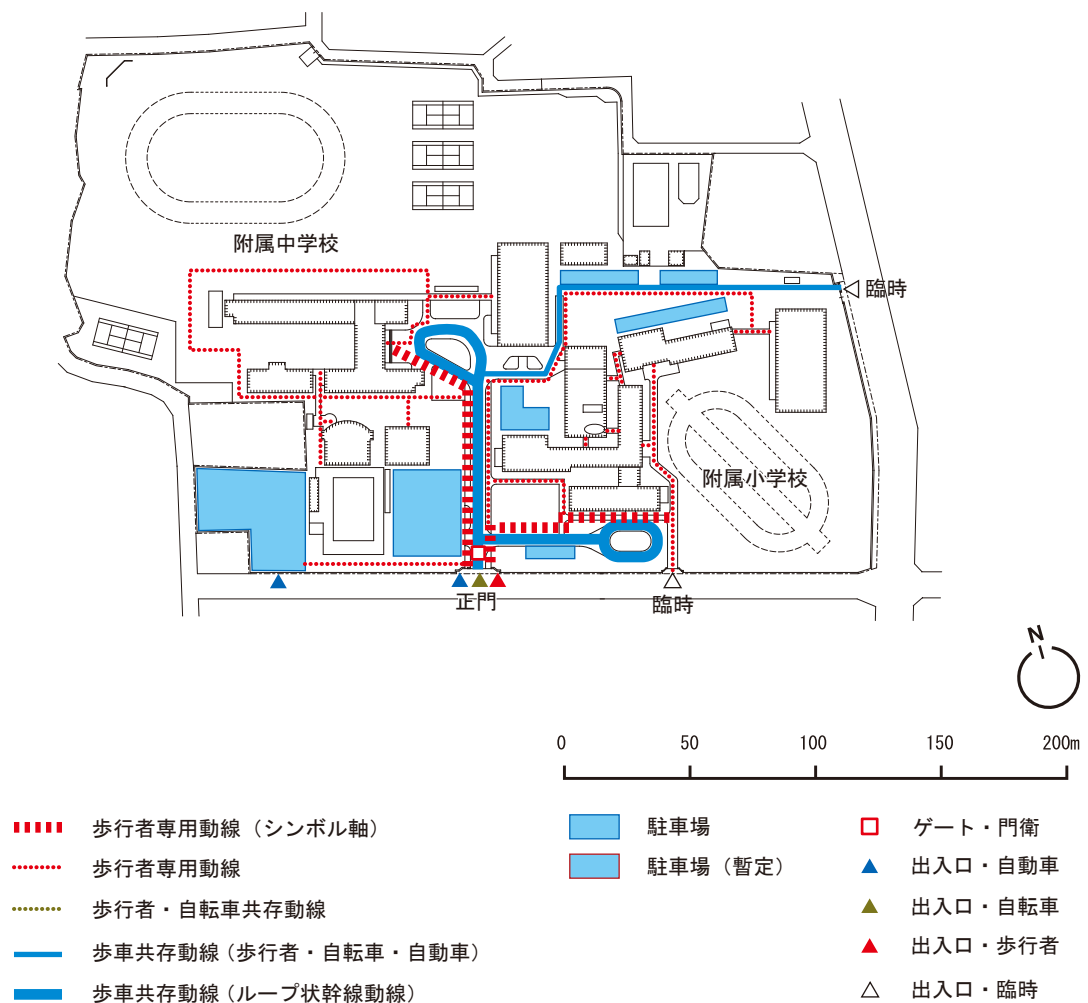 附属中学校
臨時
附属小学校
正門
臨時
N
0 50 100 150 200m
歩行者専用動線（シンボル軸）
歩行者専用動線
歩行者・自転車共存動線
歩車共存動線（歩行者・自転車・自動車）
歩車共存動線（ループ状幹線動線）
駐車場
駐車場（暫定）
ゲート・門衛
出入口・自動車
出入口・自転車
出入口・歩行者
出入口・臨時